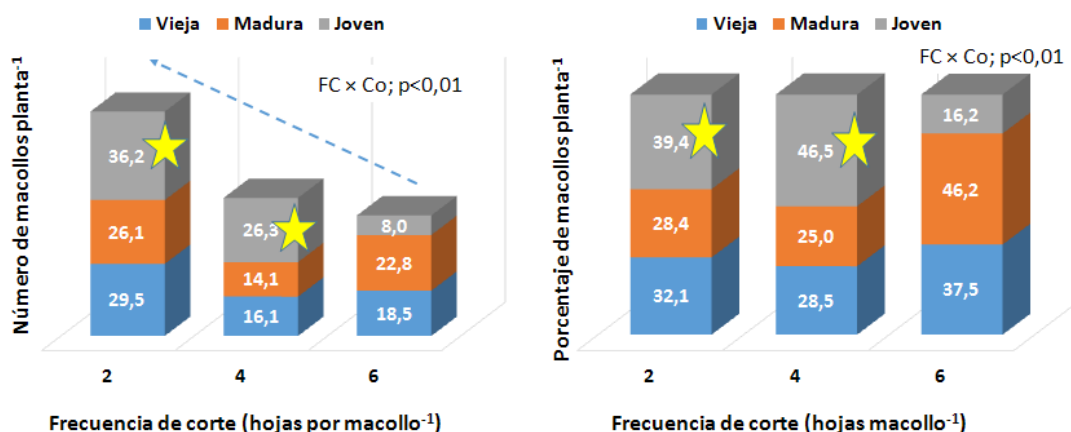 Vieja Madura Joven
Número de macollos planta⁻¹
FC × Co; p<0,01
36,2
26,1
29,5
26,3
14,1
16,1
8,0
22,8
18,5
2 4 6
Frecuencia de corte (hojas por macollo⁻¹)
Vieja Madura Joven
Porcentaje de macollos planta⁻¹
FC × Co; p<0,01
39,4
28,4
32,1
46,5
25,0
28,5
16,2
46,2
37,5
2 4 6
Frecuencia de corte (hojas macollo⁻¹)